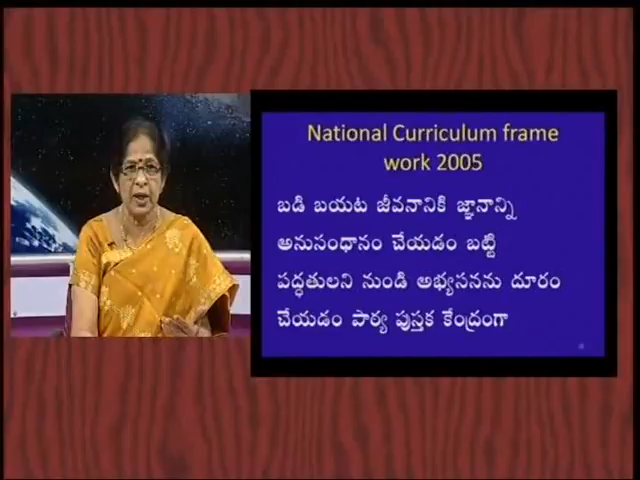 National Curriculum frame
work 2005
బడి బయట జీవనానికి జ్ఞానాన్ని
అనుసంధానం చేయడం బట్టి
పద్ధతులని నుండి అభ్యసనను దూరం
చేయడం పాఠ్య పుస్తక కేంద్రంగా